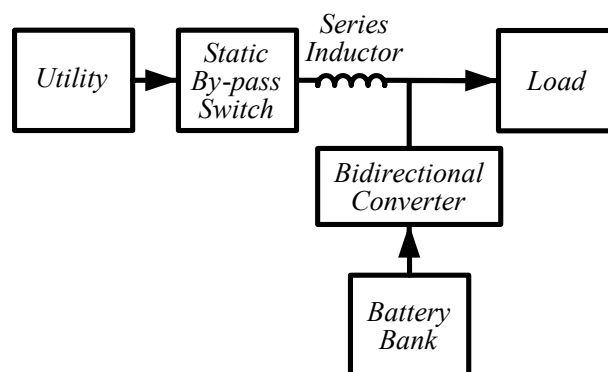 Utility
Static
By-pass
Switch
Series
Inductor
Load
Bidirectional
Converter
Battery
Bank